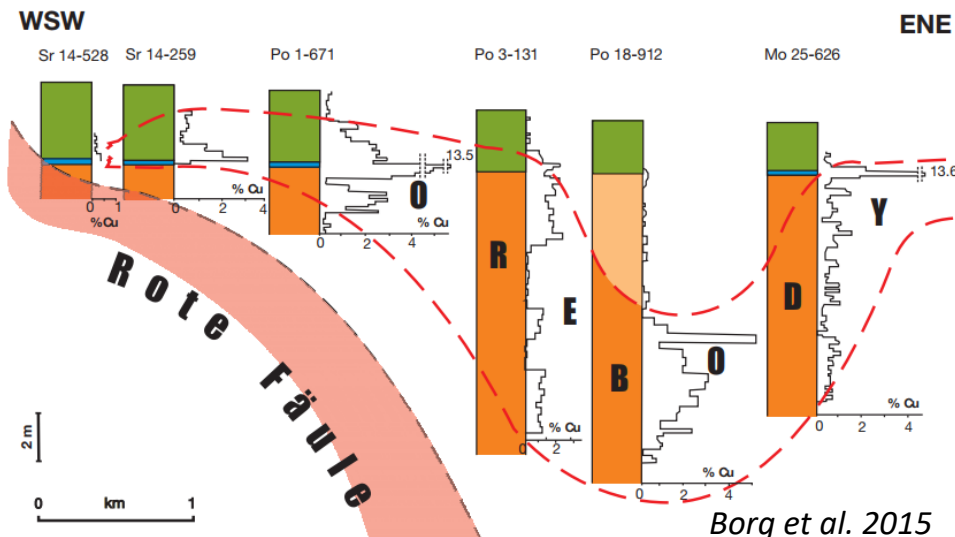 WSW
ENE
Sr 14-528 Sr 14-259 Po 1-671 Po 3-131 Po 18-912 Mo 25-626
13.5
13.6
% Cu
0 1
%Cu
0 2 4
O
% Cu
0 2 4
R
E
% Cu
0 2
B
O
% Cu
0 2 4
D
Y
% Cu
0 2 4
Rote Fäule
2 m
0 km 1
Borg et al. 2015